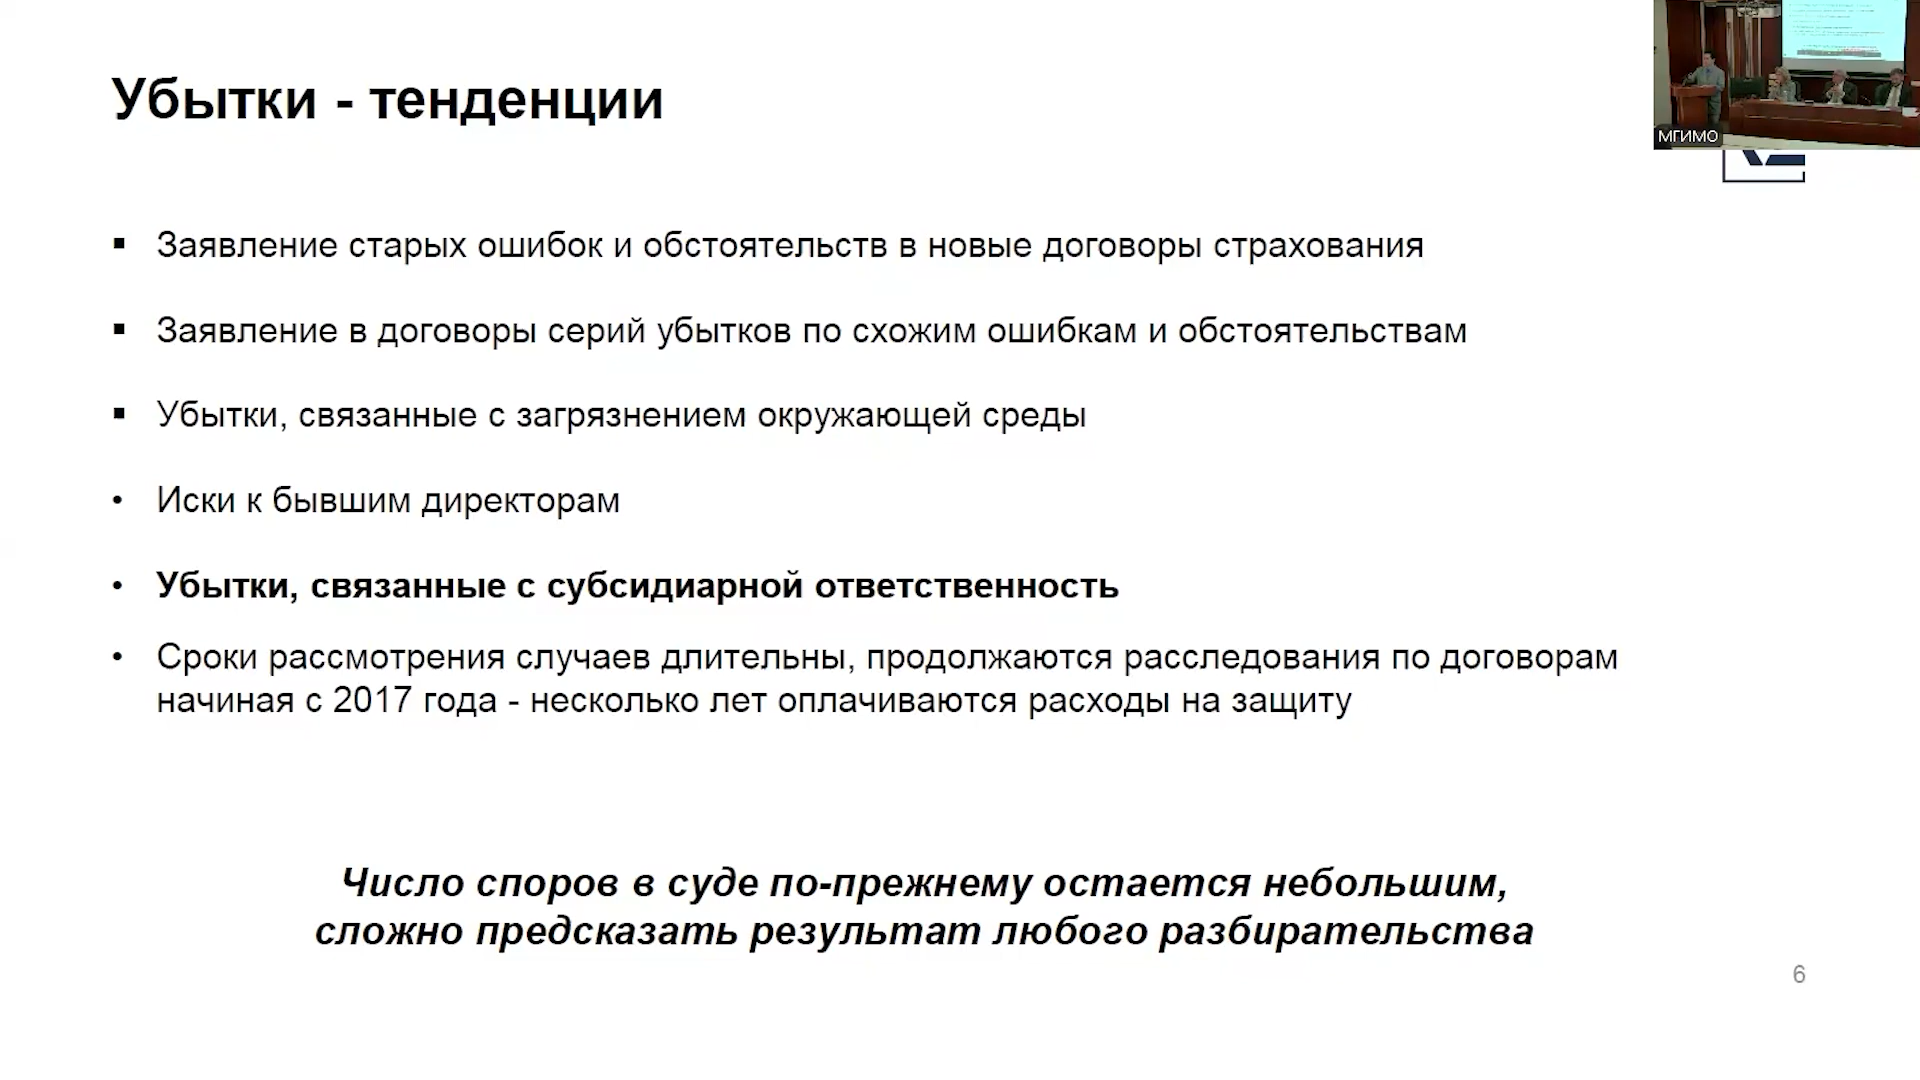 Убытки - тенденции
МГИМО
▪ Заявление старых ошибок и обстоятельств в новые договоры страхования
▪ Заявление в договоры серий убытков по схожим ошибкам и обстоятельствам
▪ Убытки, связанные с загрязнением окружающей среды
• Иски к бывшим директорам
• Убытки, связанные с субсидиарной ответственность
• Сроки рассмотрения случаев длительны, продолжаются расследования по договорам
начиная с 2017 года - несколько лет оплачиваются расходы на защиту
Число споров в суде по-прежнему остается небольшим,
сложно предсказать результат любого разбирательства
6